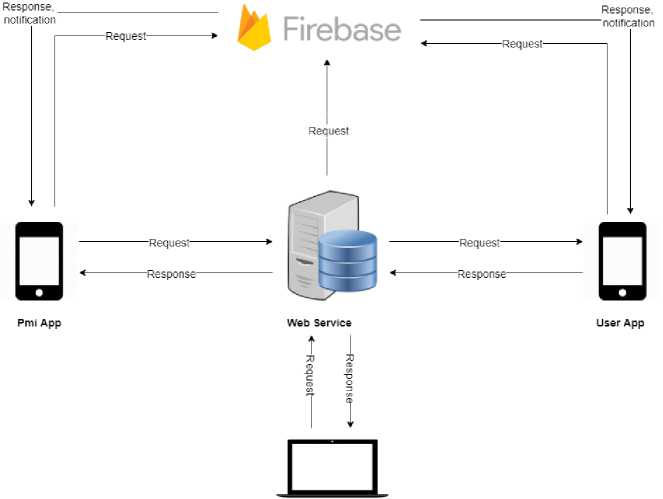 Response,
notification
Firebase
Response,
notification
Request
Request
Request
Request
Request
Response
Response
Pmi App
Web Service
User App
Request
Response